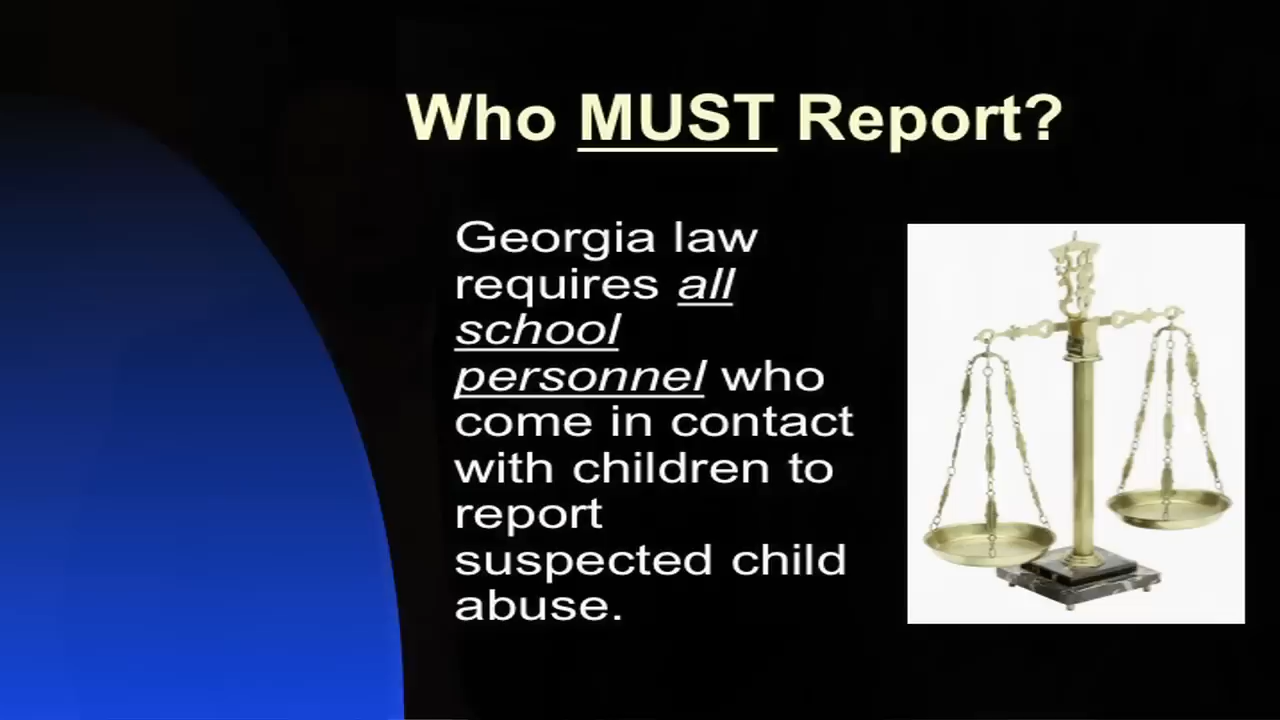 Who MUST Report?
Georgia law
requires all
school
personnel who
come in contact
with children to
report
suspected child
abuse.